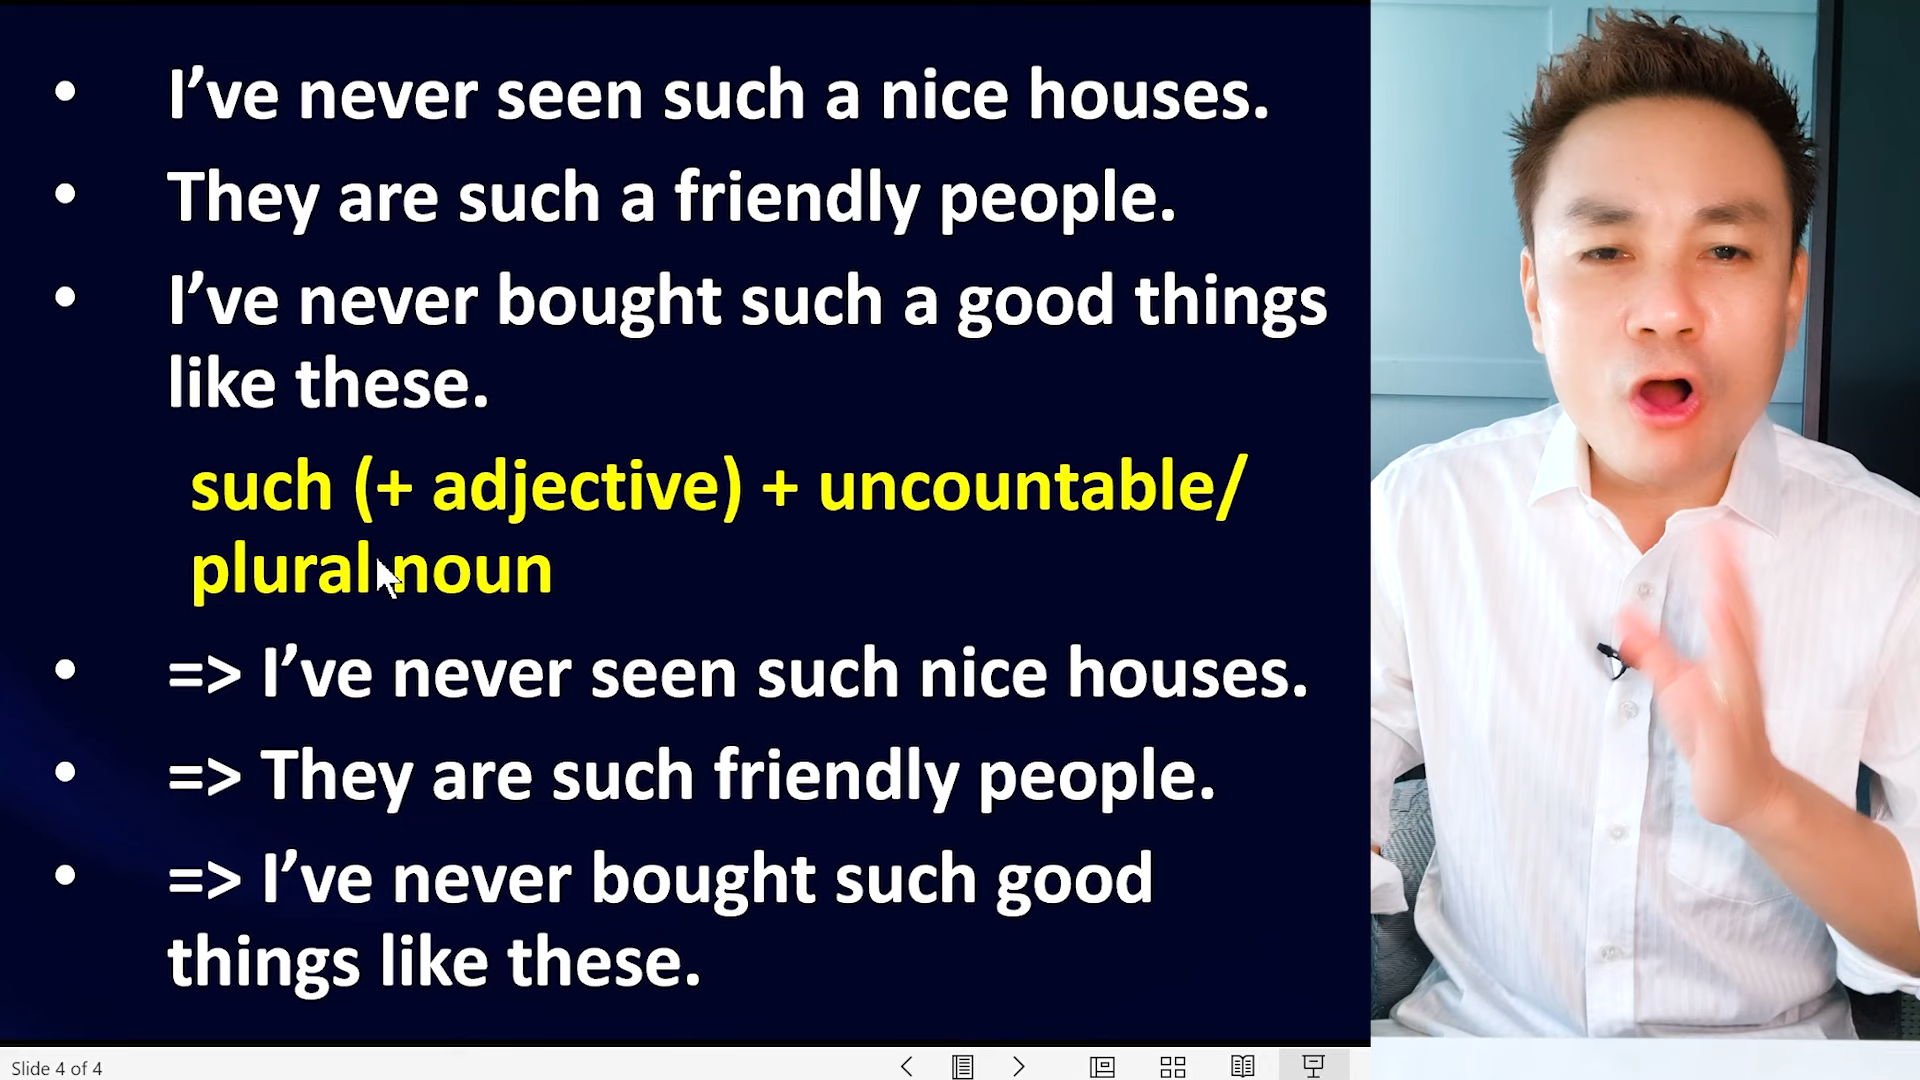 • I’ve never seen such a nice houses.
• They are such a friendly people.
• I’ve never bought such a good things
like these.
such (+ adjective) + uncountable/
plural noun
• => I’ve never seen such nice houses.
• => They are such friendly people.
• => I’ve never bought such good
things like these.
Slide 4 of 4